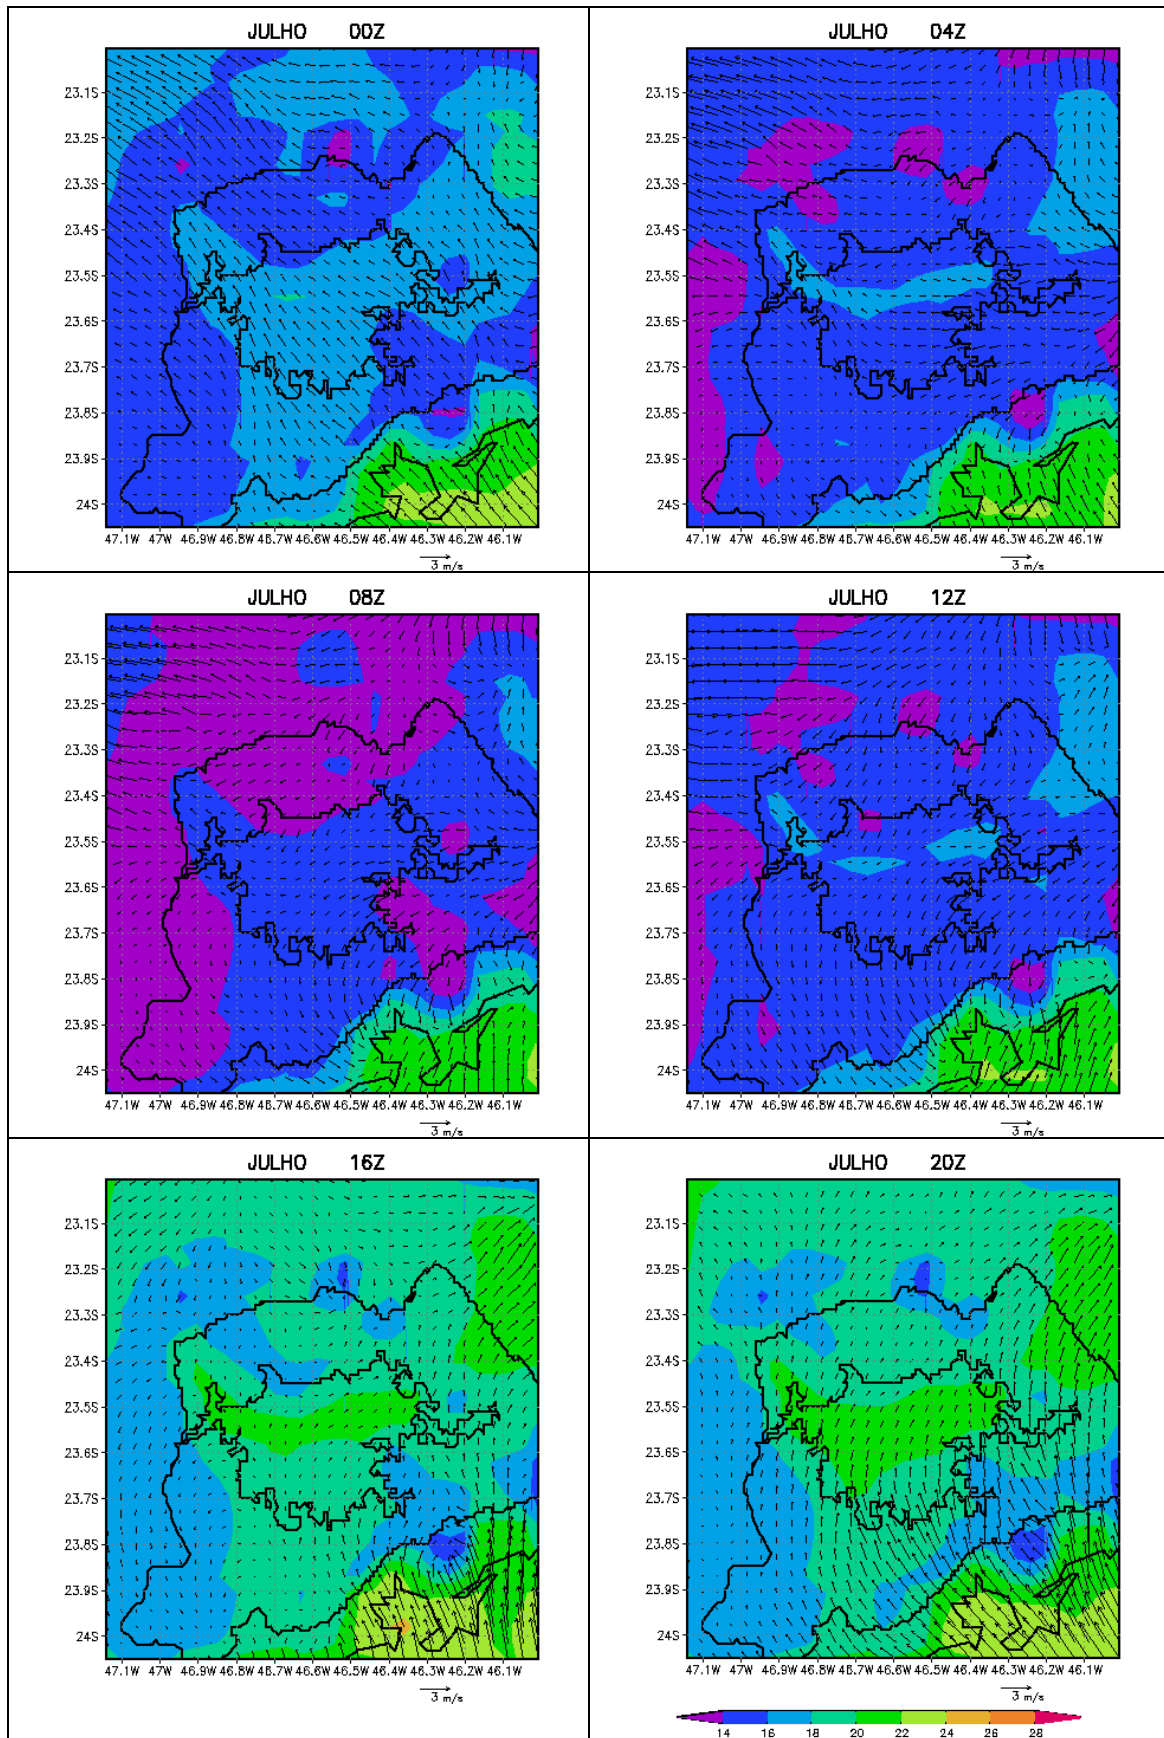 JULHO 00Z
23.1S
23.2S
23.3S
23.4S
23.5S
23.6S
23.7S
23.8S
23.9S
24S
47.1W 47W 46.9W 46.8W 46.7W 46.6W 46.5W 46.4W 46.3W 46.2W 46.1W
3 m/s
JULHO 04Z
23.1S
23.2S
23.3S
23.4S
23.5S
23.6S
23.7S
23.8S
23.9S
24S
47.1W 47W 46.9W 46.8W 46.7W 46.6W 46.5W 46.4W 46.3W 46.2W 46.1W
3 m/s
JULHO 08Z
23.1S
23.2S
23.3S
23.4S
23.5S
23.6S
23.7S
23.8S
23.9S
24S
47.1W 47W 46.9W 46.8W 46.7W 46.6W 46.5W 46.4W 46.3W 46.2W 46.1W
3 m/s
JULHO 12Z
23.1S
23.2S
23.3S
23.4S
23.5S
23.6S
23.7S
23.8S
23.9S
24S
47.1W 47W 46.9W 46.8W 46.7W 46.6W 46.5W 46.4W 46.3W 46.2W 46.1W
3 m/s
JULHO 16Z
23.1S
23.2S
23.3S
23.4S
23.5S
23.6S
23.7S
23.8S
23.9S
24S
47.1W 47W 46.9W 46.8W 46.7W 46.6W 46.5W 46.4W 46.3W 46.2W 46.1W
3 m/s
JULHO 20Z
23.1S
23.2S
23.3S
23.4S
23.5S
23.6S
23.7S
23.8S
23.9S
24S
47.1W 47W 46.9W 46.8W 46.7W 46.6W 46.5W 46.4W 46.3W 46.2W 46.1W
3 m/s
14 16 18 20 22 24 26 28